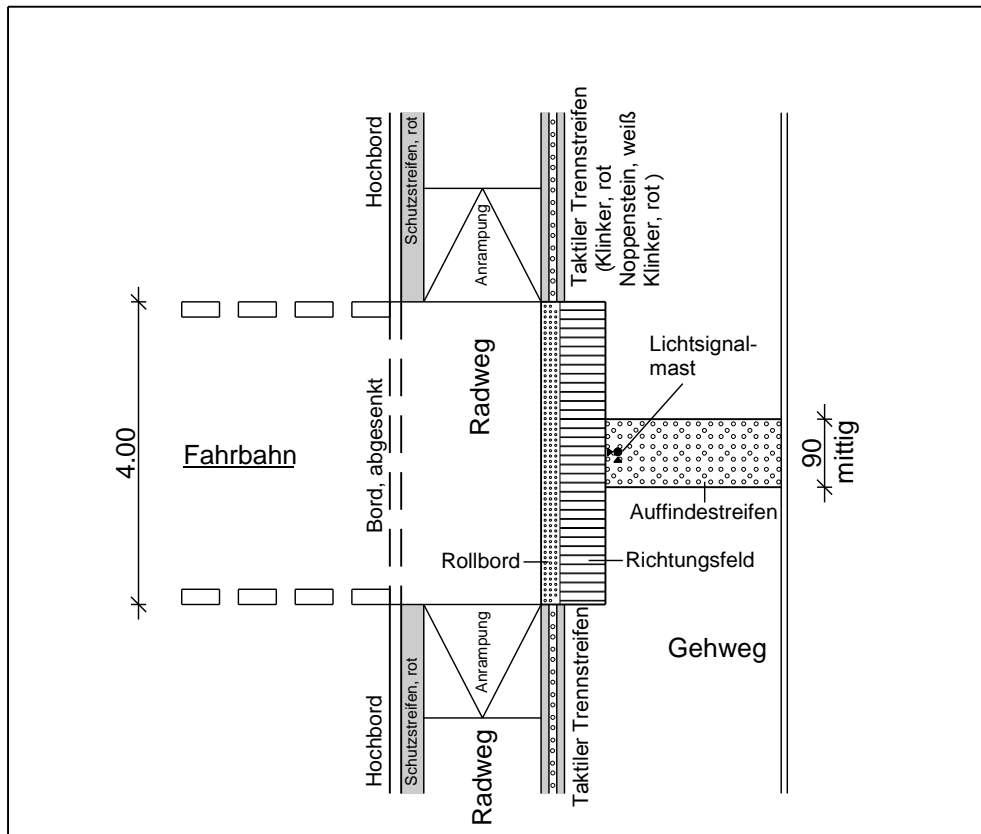 Hochbord
Schutzstreifen, rot
Anrampung
Taktiler Trennstreifen
(Klinker, rot
Noppenstein, weiß
Klinker, rot )
Lichtsignal-
mast
4.00
Fahrbahn
Bord, abgesenkt
Radweg
90
mittig
Auffindestreifen
Rollbord
Richtungsfeld
Hochbord
Schutzstreifen, rot
Anrampung
Radweg
Taktiler Trennstreifen
Gehweg